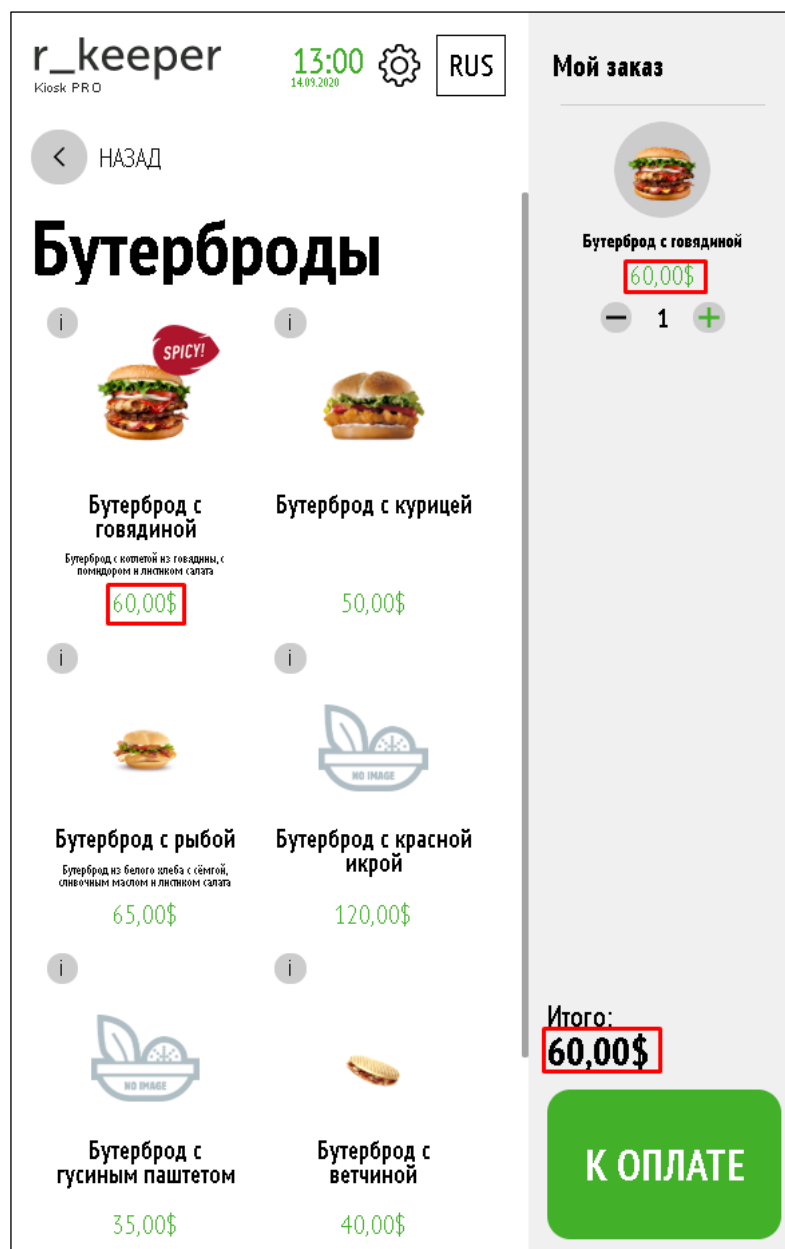 r_keeper
Kiosk PRO
13:00
14.09.2020
RUS
НАЗАД
Бутерброды
i
SPICY!
Бутерброд с
говядиной
Бутерброд с котлетой из говядины, с
помидором и листиком салата
60,00$
i
Бутерброд с курицей
50,00$
i
Бутерброд с рыбой
Бутерброд из белого хлеба с сёмгой,
сливочным маслом и листиком салата
65,00$
i
NO IMAGE
Бутерброд с красной
икрой
120,00$
i
NO IMAGE
Бутерброд с
гусиным паштетом
35,00$
i
Бутерброд с
ветчиной
40,00$
Мой заказ
Бутерброд с говядиной
60,00$
− 1 +
Итого:
60,00$
К ОПЛАТЕ